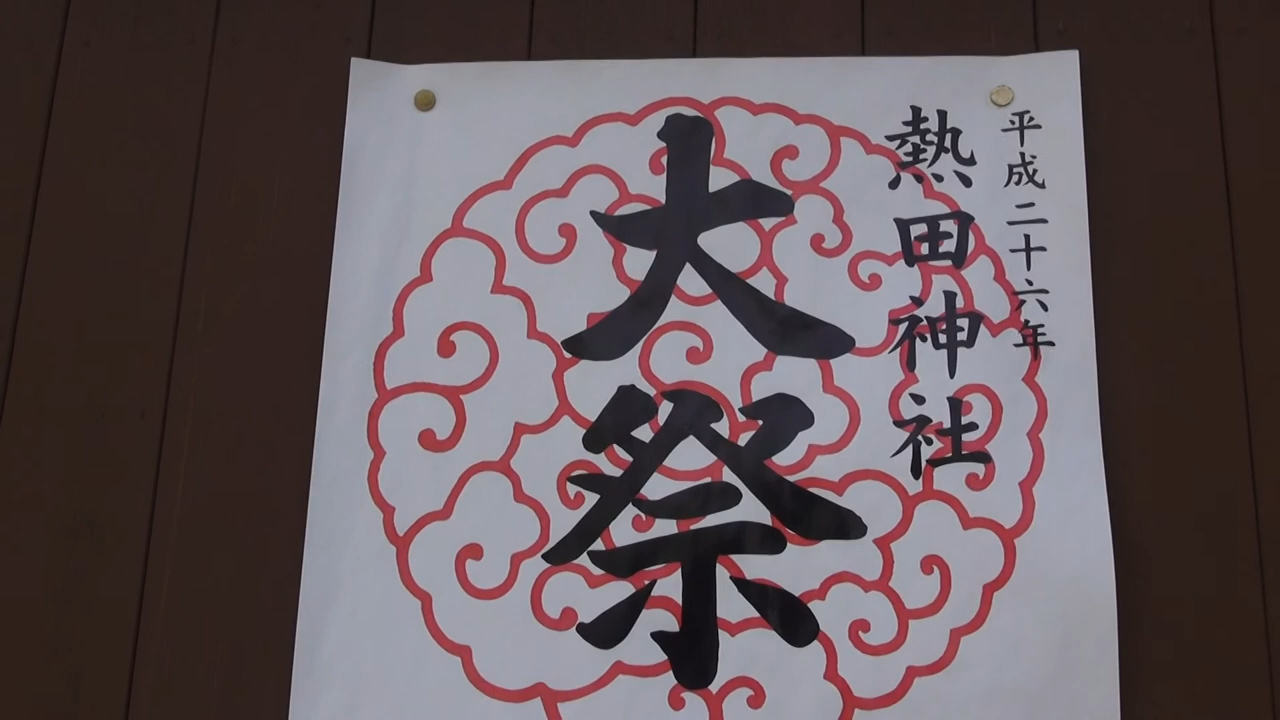 平成二十六年
熱田神社
大祭